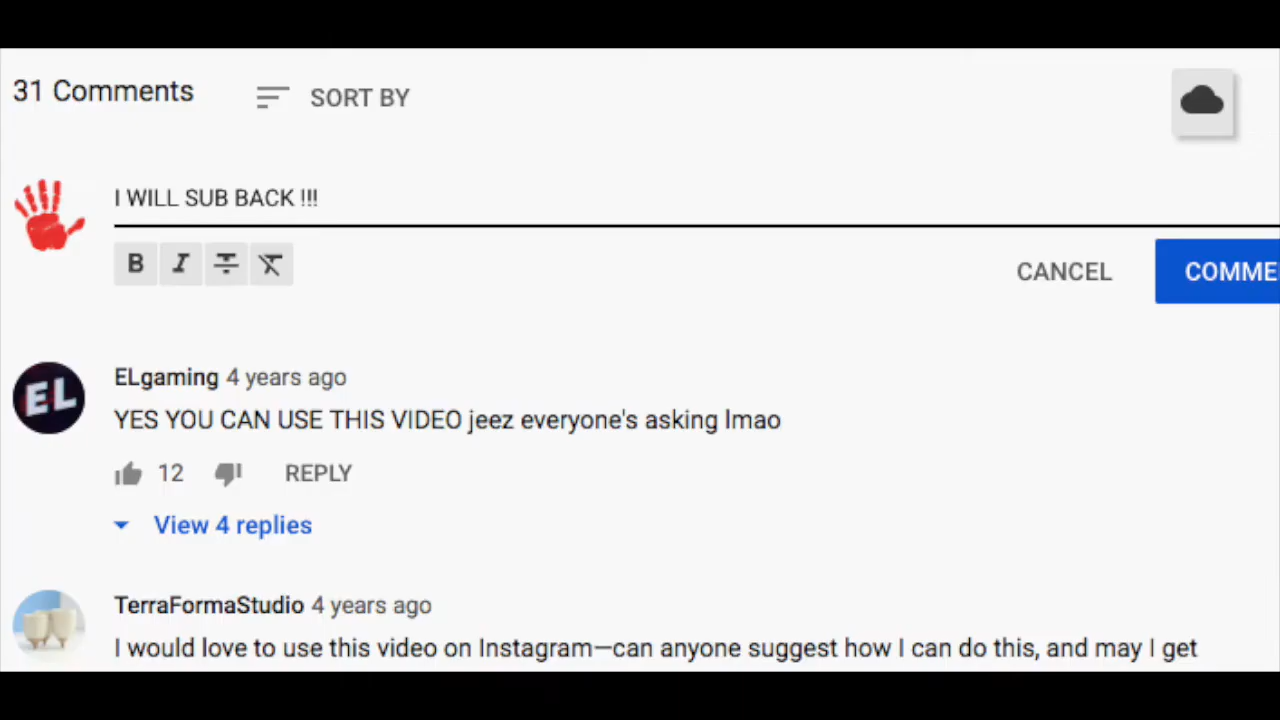 31 Comments
SORT BY
I WILL SUB BACK !!!
B I T T
CANCEL
COMME
EL
ELgaming 4 years ago
YES YOU CAN USE THIS VIDEO jeez everyone's asking lmao
12
REPLY
View 4 replies
TerraFormaStudio 4 years ago
I would love to use this video on Instagram—can anyone suggest how I can do this, and may I get